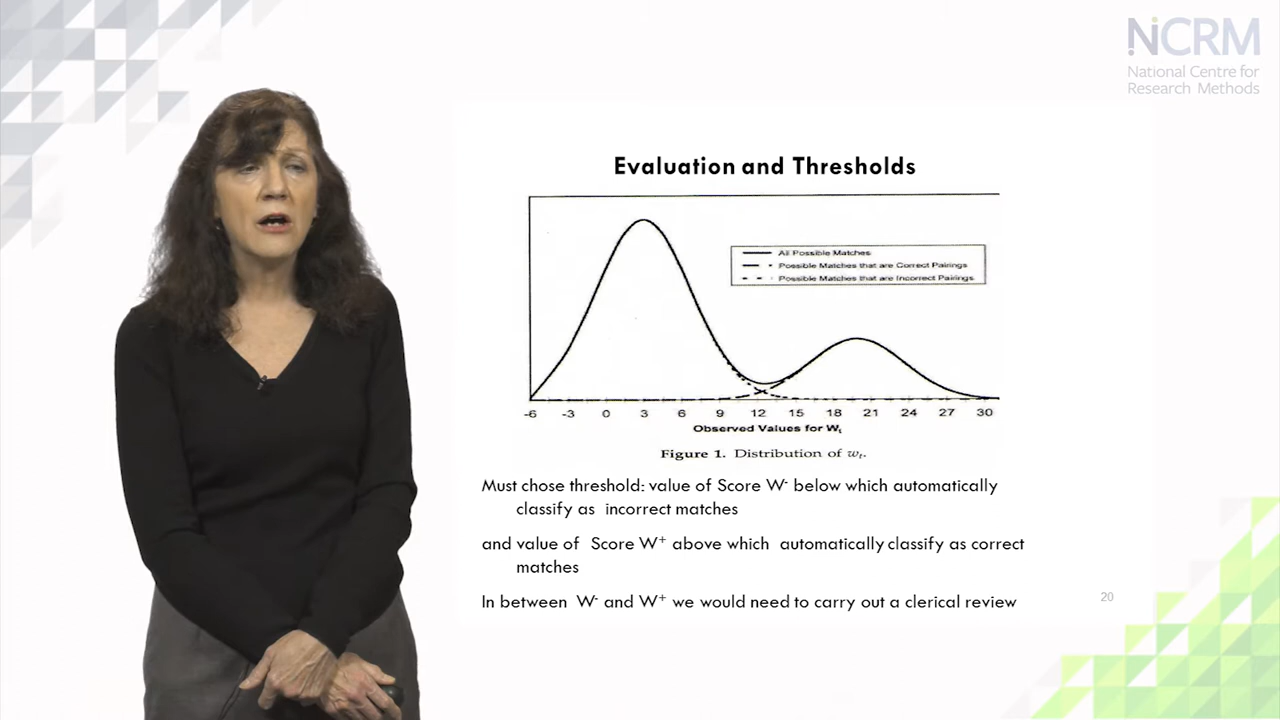 NCRM
National Centre for
Research Methods
Evaluation and Thresholds
All Possible Matches
Possible Matches that are Correct Pairings
Possible Matches that are Incorrect Pairings
-6 -3 0 3 6 9 12 15 18 21 24 27 30
Observed Values for Wt
Figure 1. Distribution of wt.
Must chose threshold: value of Score W- below which automatically
classify as incorrect matches
and value of Score W+ above which automatically classify as correct
matches
In between W- and W+ we would need to carry out a clerical review
20